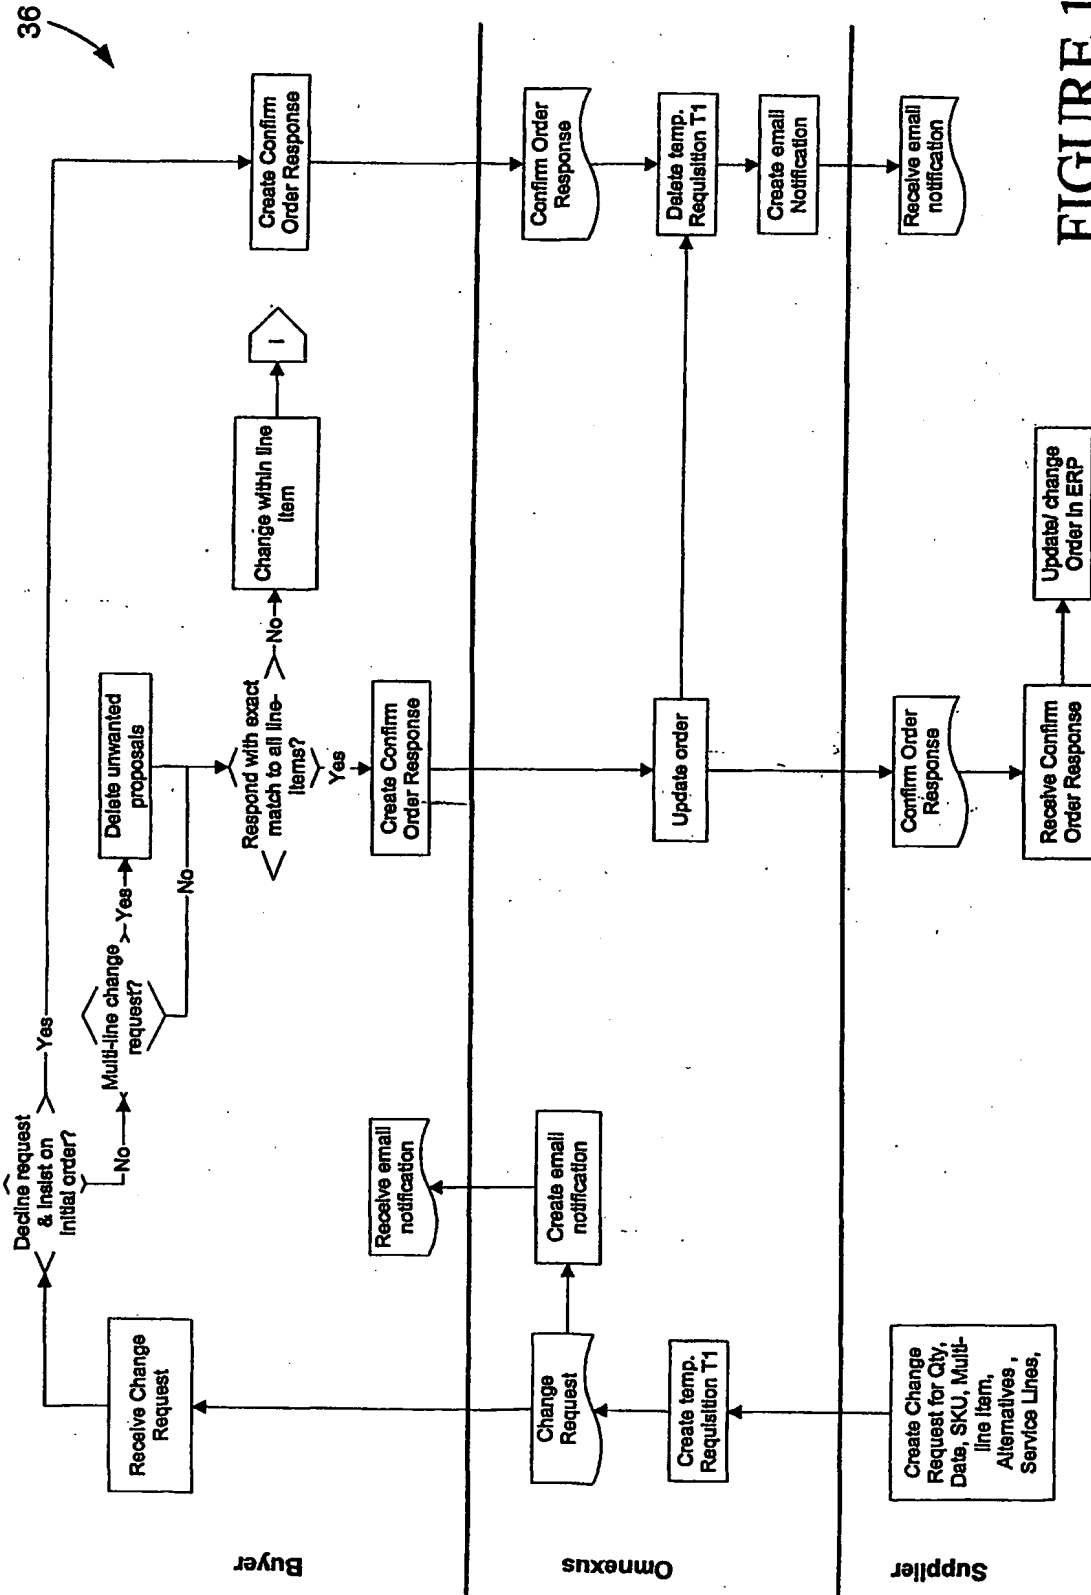 36
Decline request
& insist on
initial order?
Yes
No
Multi-line change
request?
Yes
No
Delete unwanted
proposals
Respond with exact
match to all line-
items?
No
Yes
Change within line
item
I
Create Confirm
Order Response
Create Confirm
Order Response
Receive Change
Request
Receive email
notification
Buyer
Change
Request
Create email
notification
Create temp.
Requisition T1
Update order
Confirm Order
Response
Delete temp.
Requisition T1
Create email
Notification
Omnexus
Create Change
Request for Qty,
Date, SKU, Multi-
line item,
Alternatives,
Service Lines,
Confirm Order
Response
Receive Confirm
Order Response
Update/ change
Order in ERP
Receive email
notification
Supplier
FIGURE 1